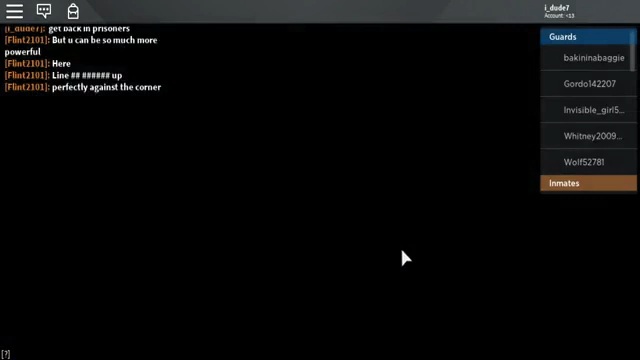 i_dude7
Account: <13
[i_dude7]: get back in prisoners
[Flint2101]: But u can be so much more
powerful
[Flint2101]: Here
[Flint2101]: Line ## ###### up
[Flint2101]: perfectly against the corner
Guards
bakininabaggie
Gordo142207
Invisible_girl5...
Whitney2009...
Wolf52781
Inmates
[?]